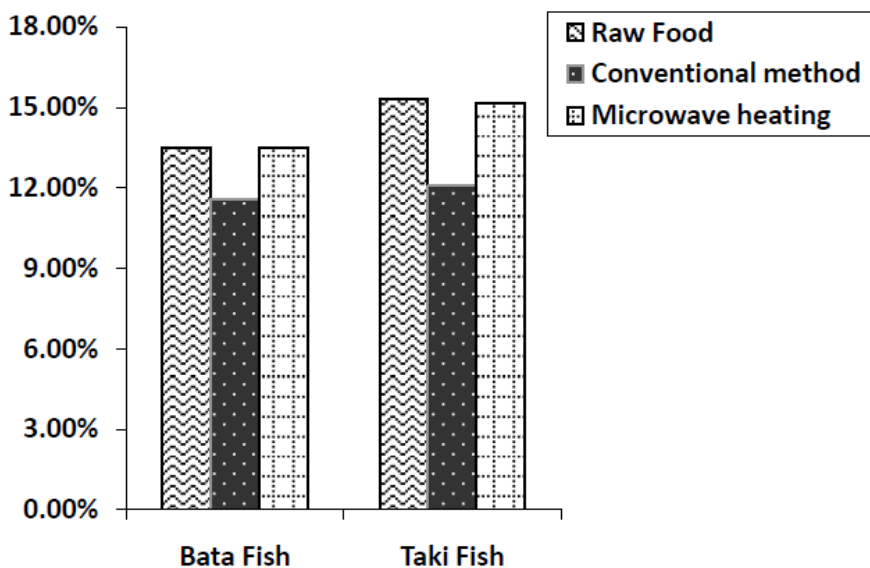 18.00%
15.00%
12.00%
9.00%
6.00%
3.00%
0.00%
Bata Fish
Taki Fish
Raw Food
Conventional method
Microwave heating